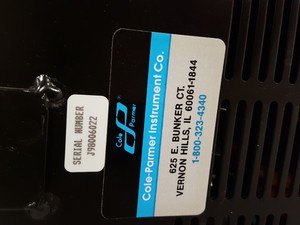 SERIAL NUMBER
J9B006022
Cole
Parmer
Cole-Parmer Instrument Co.
625 E. BUNKER CT.
VERNON HILLS, IL 60061-1844
1-800-323-4340